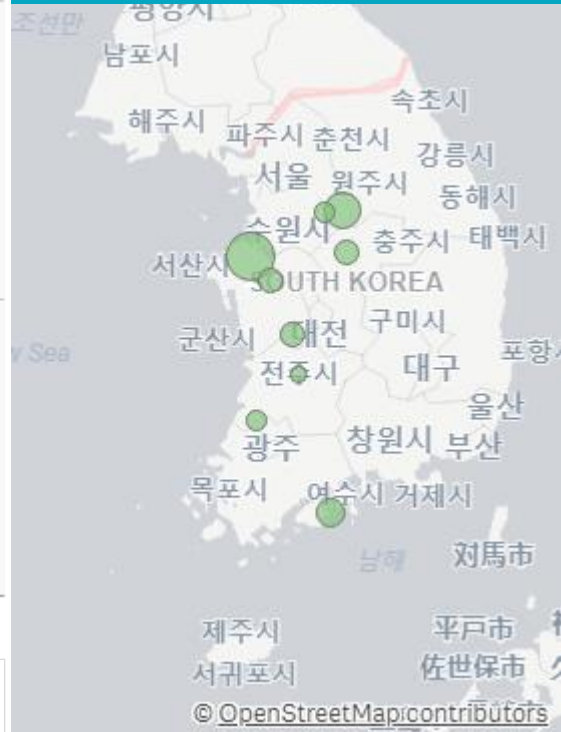 평양시
조선만
남포시
속초시
해주시
파주시
춘천시
강릉시
서울
원주시
동해시
수원시
충주시
태백시
서산시
SOUTH KOREA
구미시
군산시
대전
w Sea
포항
전주시
대구
울산
광주
창원시
부산
목포시
여수시
거제시
남해
対馬市
제주시
平戸市
서귀포시
佐世保市
© OpenStreetMap contributors